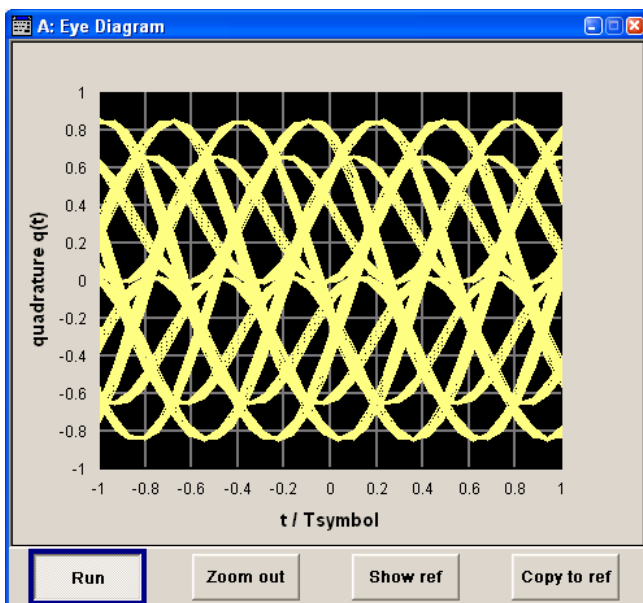 A: Eye Diagram
quadrature q(t)
1
0.8
0.6
0.4
0.2
0
-0.2
-0.4
-0.6
-0.8
-1
-1 -0.8 -0.6 -0.4 -0.2 0 0.2 0.4 0.6 0.8 1
t / Tsymbol
Run Zoom out Show ref Copy to ref